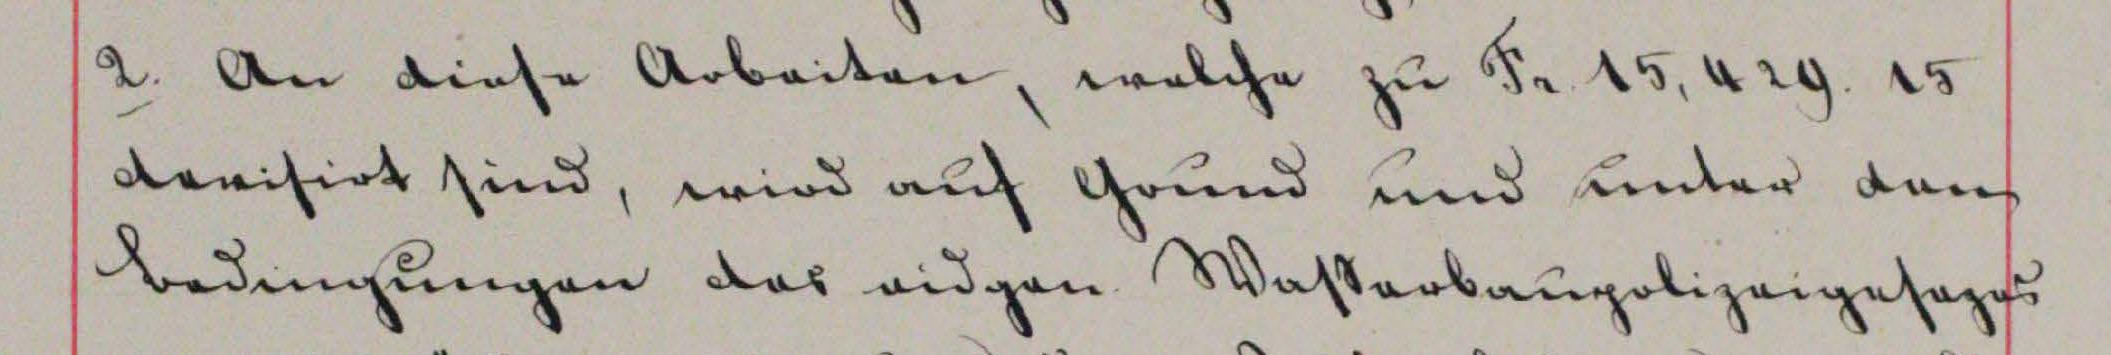 2. An diese Arbeiten, welche zu Fr. 15,429. 15
devisirt sind, wird auf Grund und unter den
Bedingungen des eidgen. Wasserbaupolizeigesezes